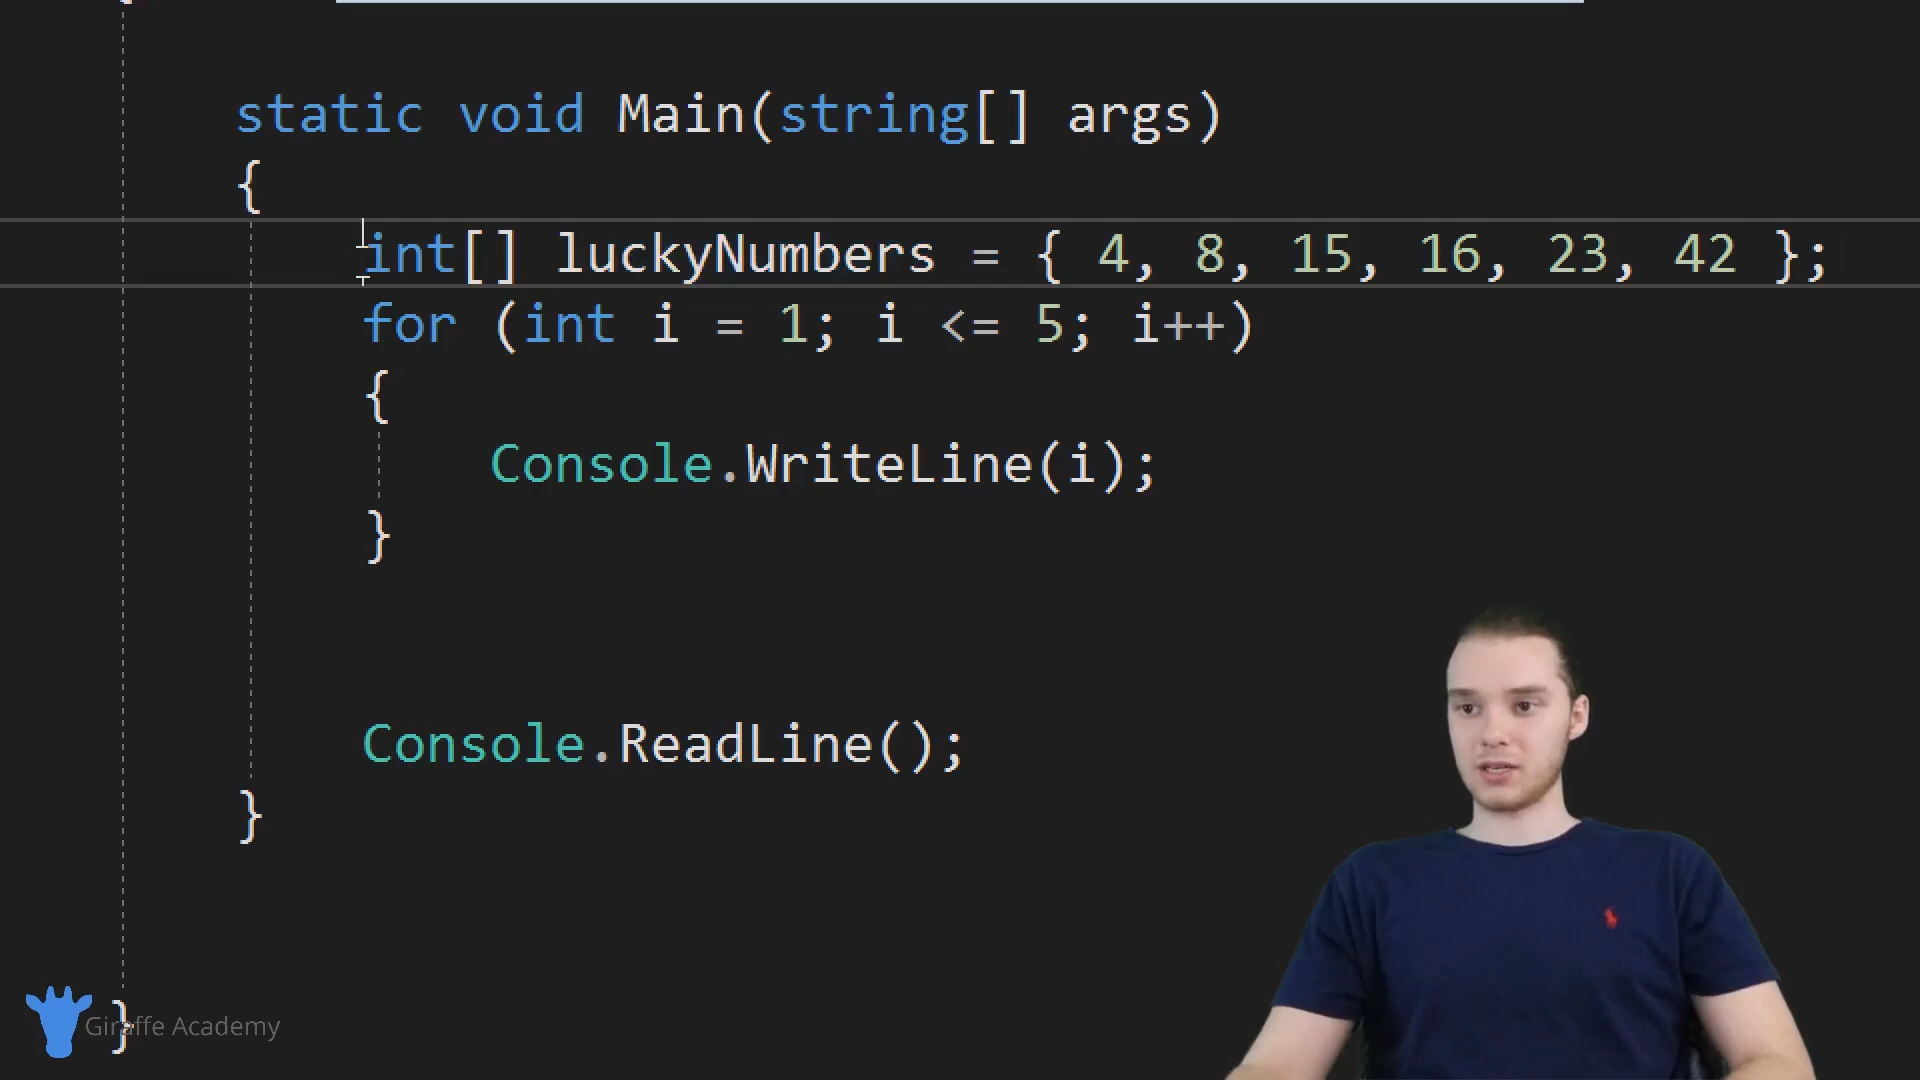 static void Main(string[] args)
{
int[] luckyNumbers = { 4, 8, 15, 16, 23, 42 };
for (int i = 1; i <= 5; i++)
{
Console.WriteLine(i);
}
Console.ReadLine();
}
}
Giraffe Academy